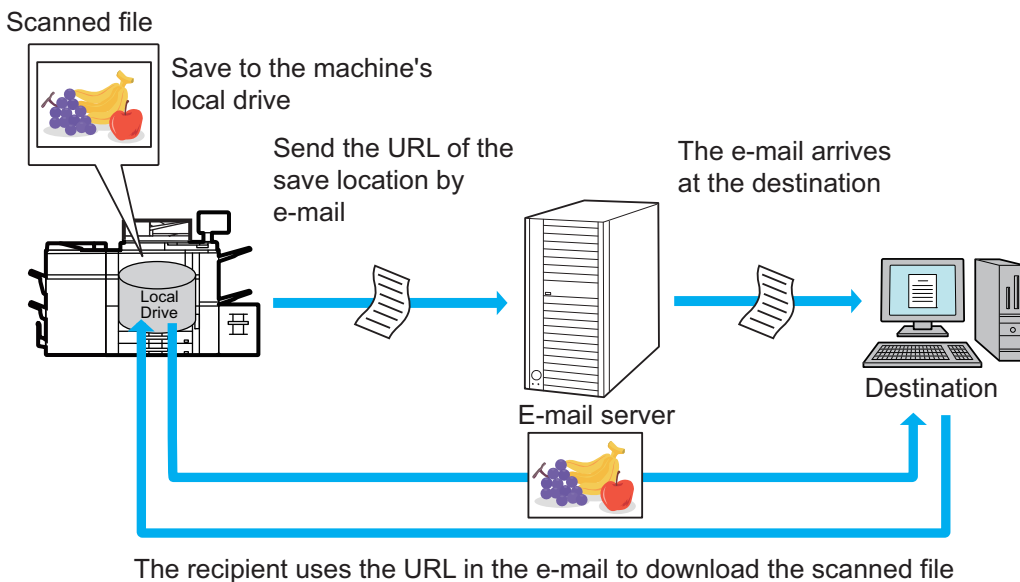 Scanned file
Save to the machine's
local drive
Send the URL of the
save location by
e-mail
The e-mail arrives
at the destination
Local
Drive
Destination
E-mail server
The recipient uses the URL in the e-mail to download the scanned file